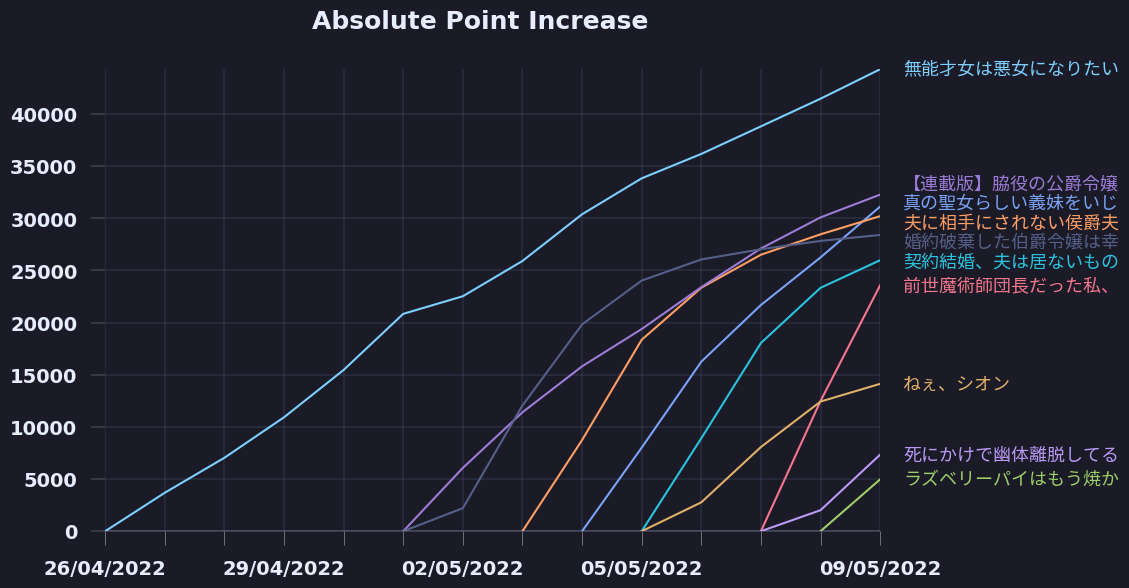 Absolute Point Increase
無能才女は悪女になりたい
40000
35000
【連載版】脇役の公爵令嬢
真の聖女らしい義妹をいじ
30000
夫に相手にされない侯爵夫
婚約破棄した伯爵令嬢は幸
25000
契約結婚、夫は居ないもの
前世魔術師団長だった私、
20000
15000
ねぇ、シオン
10000
死にかけで幽体離脱してる
5000
ラズベリーパイはもう焼か
0
26/04/2022 29/04/2022 02/05/2022 05/05/2022 09/05/2022